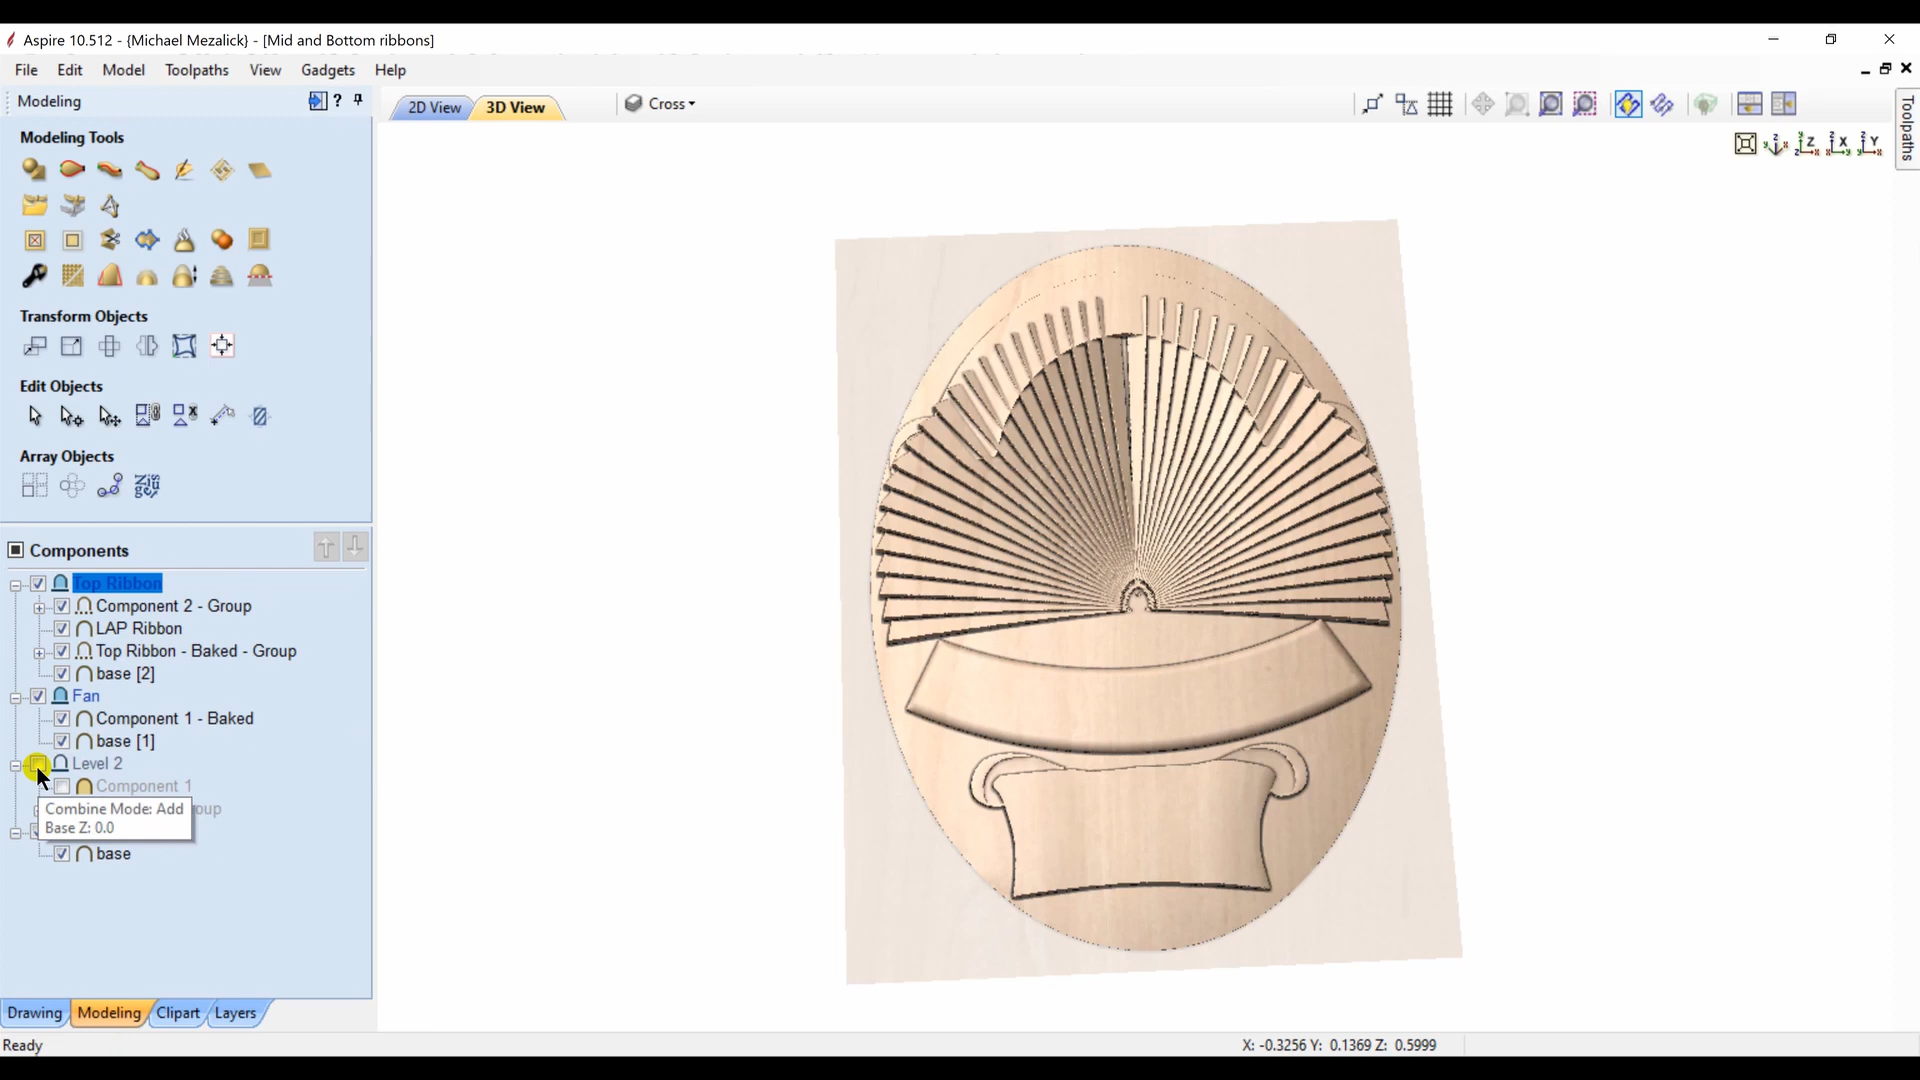 Aspire 10.512 - {Michael Mezalick} - [Mid and Bottom ribbons]
File Edit Model Toolpaths View Gadgets Help
Modeling ?
2D View 3D View Cross
Toolpaths
Modeling Tools
Transform Objects
Edit Objects
Array Objects
Components
Top Ribbon
Component 2 - Group
LAP Ribbon
Top Ribbon - Baked - Group
base [2]
Fan
Component 1 - Baked
base [1]
Level 2
Component 1
Combine Mode: Add
Base Z: 0.0
base
Drawing Modeling Clipart Layers
Ready X: -0.3256 Y: 0.1369 Z: 0.5999